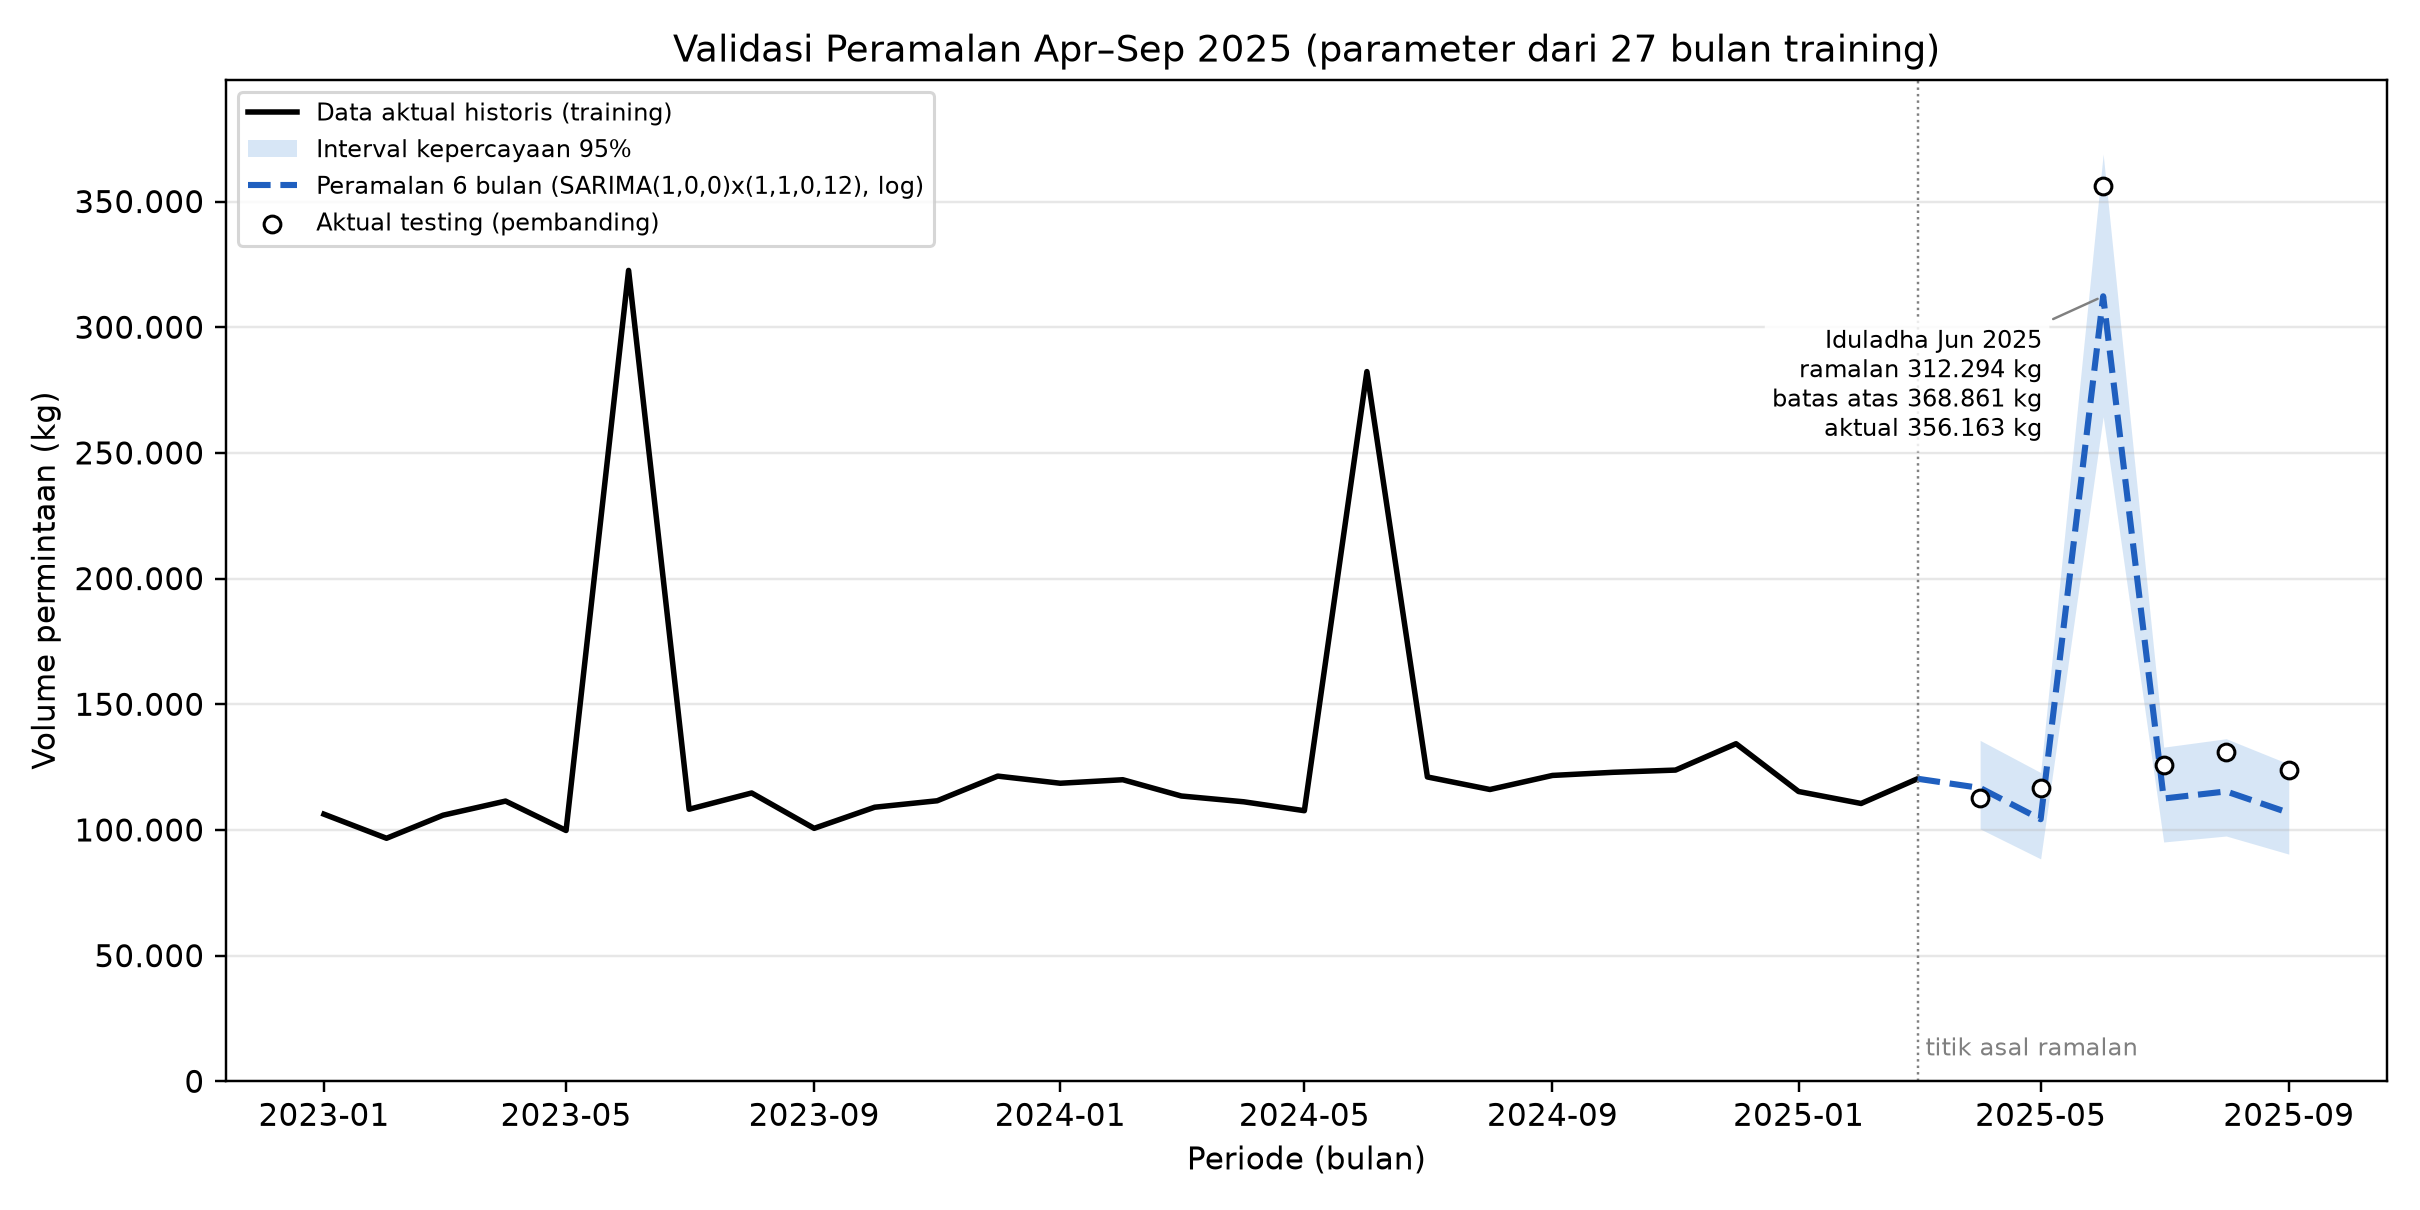 Validasi Peramalan Apr–Sep 2025 (parameter dari 27 bulan training)
Data aktual historis (training)
Interval kepercayaan 95%
Peramalan 6 bulan (SARIMA(1,0,0)x(1,1,0,12), log)
Aktual testing (pembanding)
Volume permintaan (kg)
350.000
300.000
250.000
200.000
150.000
100.000
50.000
0
Iduladha Jun 2025
ramalan 312.294 kg
batas atas 368.861 kg
aktual 356.163 kg
titik asal ramalan
2023-01
2023-05
2023-09
2024-01
2024-05
2024-09
2025-01
2025-05
2025-09
Periode (bulan)